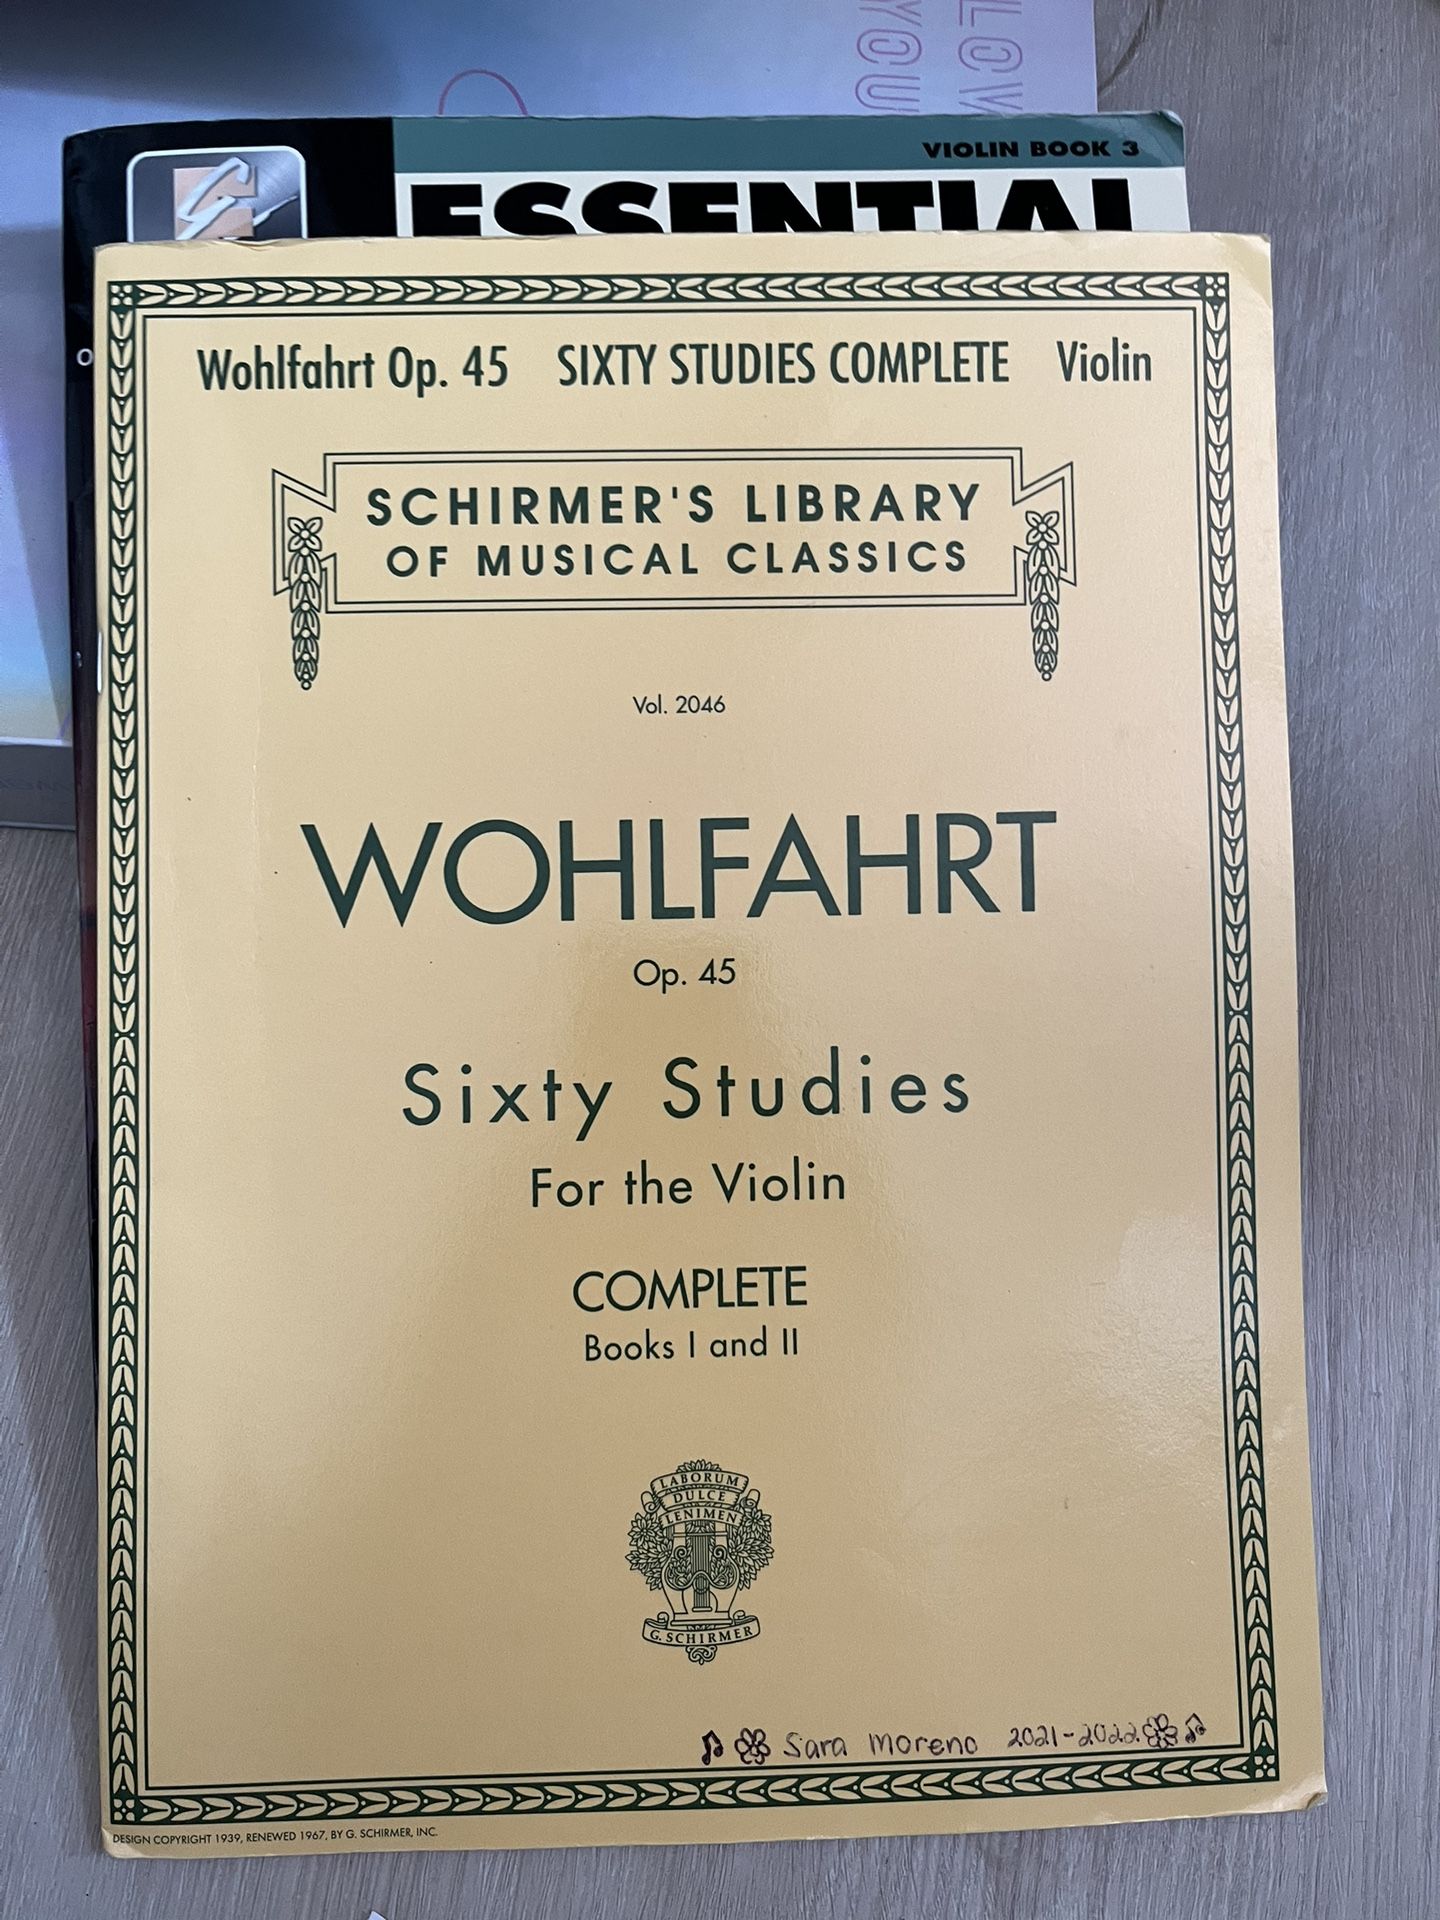 LOV
YOU
VIOLIN BOOK 3
ESSENTIAL
Wohlfahrt Op. 45 SIXTY STUDIES COMPLETE Violin
SCHIRMER'S LIBRARY
OF MUSICAL CLASSICS
Vol. 2046
WOHLFAHRT
Op. 45
Sixty Studies
For the Violin
COMPLETE
Books I and II
LABORUM
DULCE
LENIMEN
G. SCHIRMER
Sara Moreno 2021-2022
DESIGN COPYRIGHT 1939, RENEWED 1967, BY G. SCHIRMER, INC.